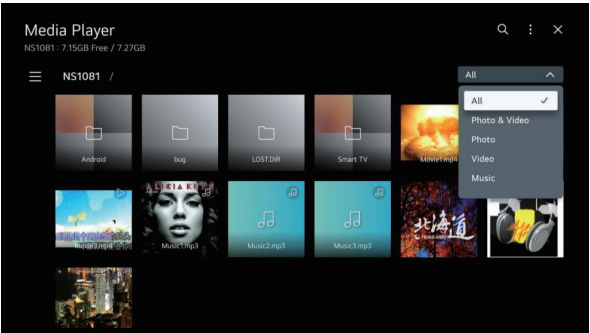 Media Player
NS1081 : 7.15GB Free / 7.27GB
NS1081 /
All
All
Photo & Video
Photo
Video
Music
Android
bug
LOST.DIR
Smart TV
Movie1.mp4
ALICIA KEYS
Movie3.mp4
Music1.mp3
Music2.mp3
Music3.mp3
北海道